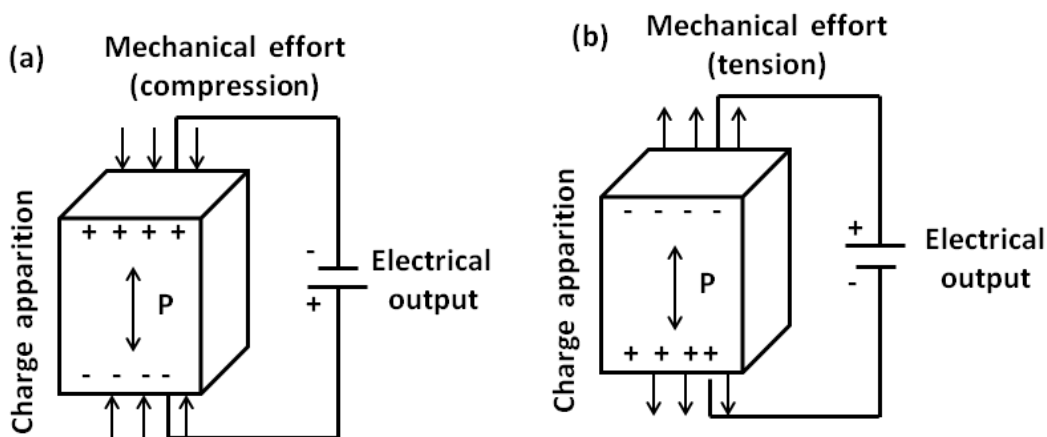 (a)
Mechanical effort
(compression)
Charge apparition
+ + + +
P
- - - -
-
+
Electrical
output
(b)
Mechanical effort
(tension)
Charge apparition
- - - -
P
+ + + +
+
-
Electrical
output